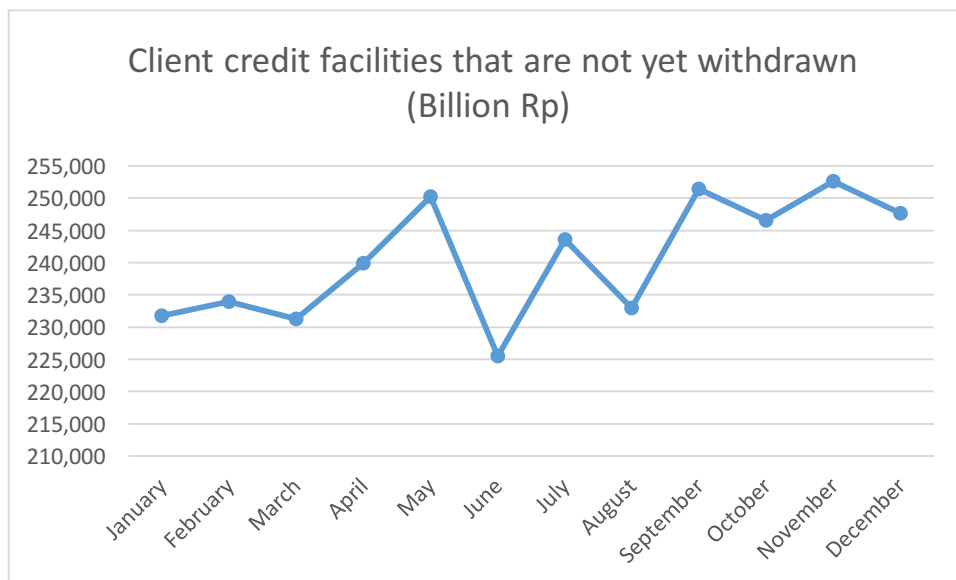 Client credit facilities that are not yet withdrawn
(Billion Rp)
255,000
250,000
245,000
240,000
235,000
230,000
225,000
220,000
215,000
210,000
January
February
March
April
May
June
July
August
September
October
November
December